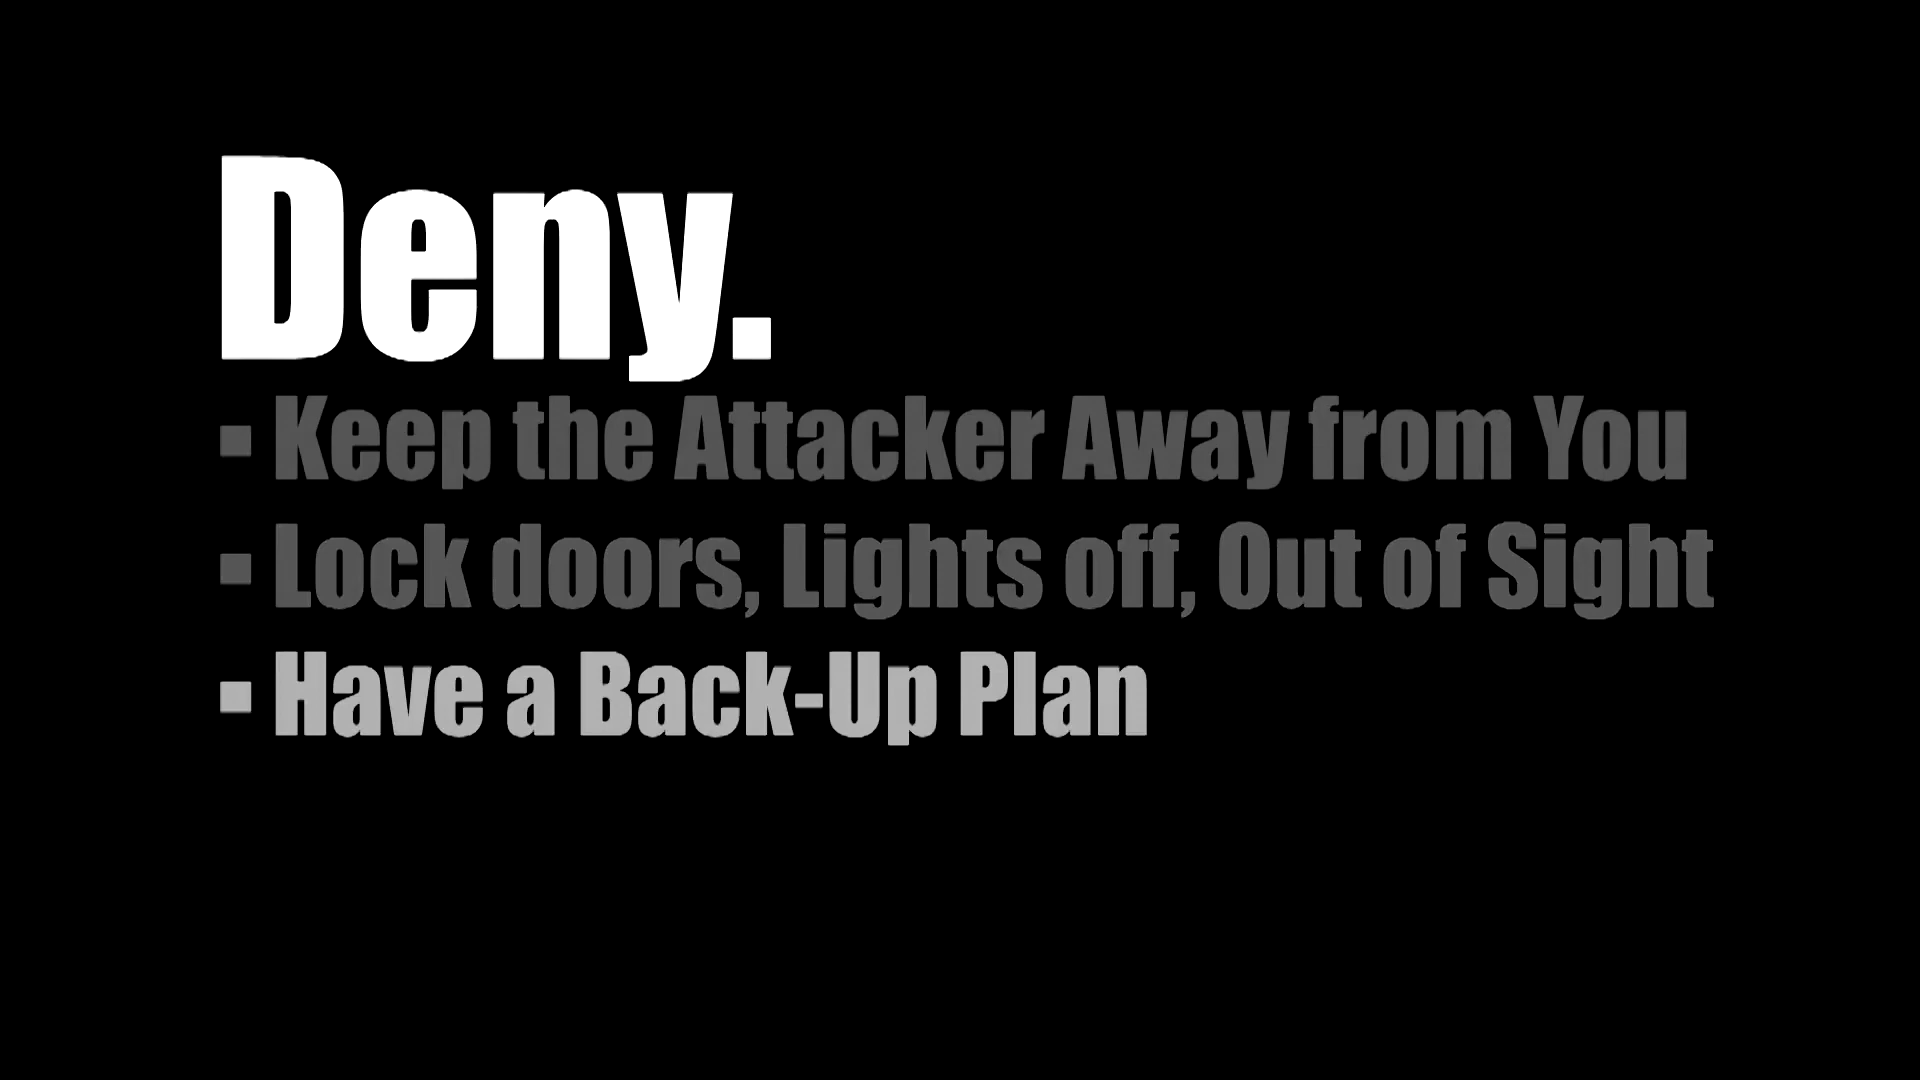 Deny.
▪ Keep the Attacker Away from You
▪ Lock doors, Lights off, Out of Sight
▪ Have a Back-Up Plan